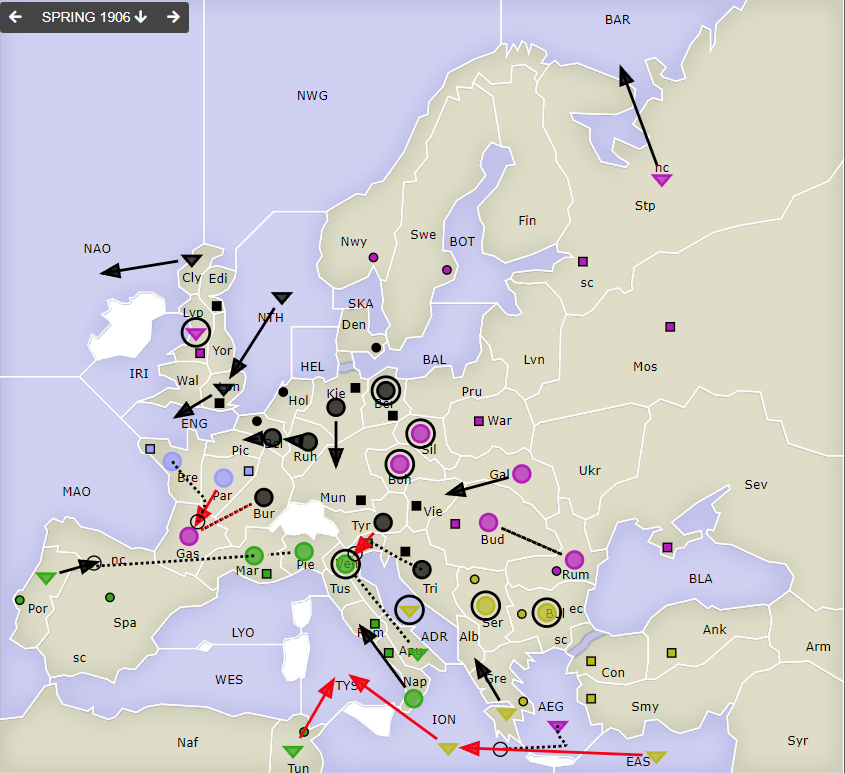 SPRING 1906
BAR
NWG
nc
Stp
Fin
Nwy
Swe
BOT
NAO
Cly
Edi
sc
SKA
NTH
Lvp
Den
Yor
IRI
HEL
BAL
Lvn
Mos
Wal
Lon
Kie
Ber
Pru
Hol
ENG
War
Pic
Bel
Ruh
Sil
MAO
Bre
Boh
Gal
Ukr
Sev
Par
Mun
Vie
Bur
Tyr
Bud
Gas
nc
Mar
Pie
Ven
Rum
BLA
Tus
Tri
Por
Spa
Ser
Bul
ec
Rom
ADR
Alb
sc
Ank
Arm
LYO
Apu
sc
Con
WES
TYS
Nap
Gre
AEG
Smy
ION
Naf
Tun
EAS
Syr